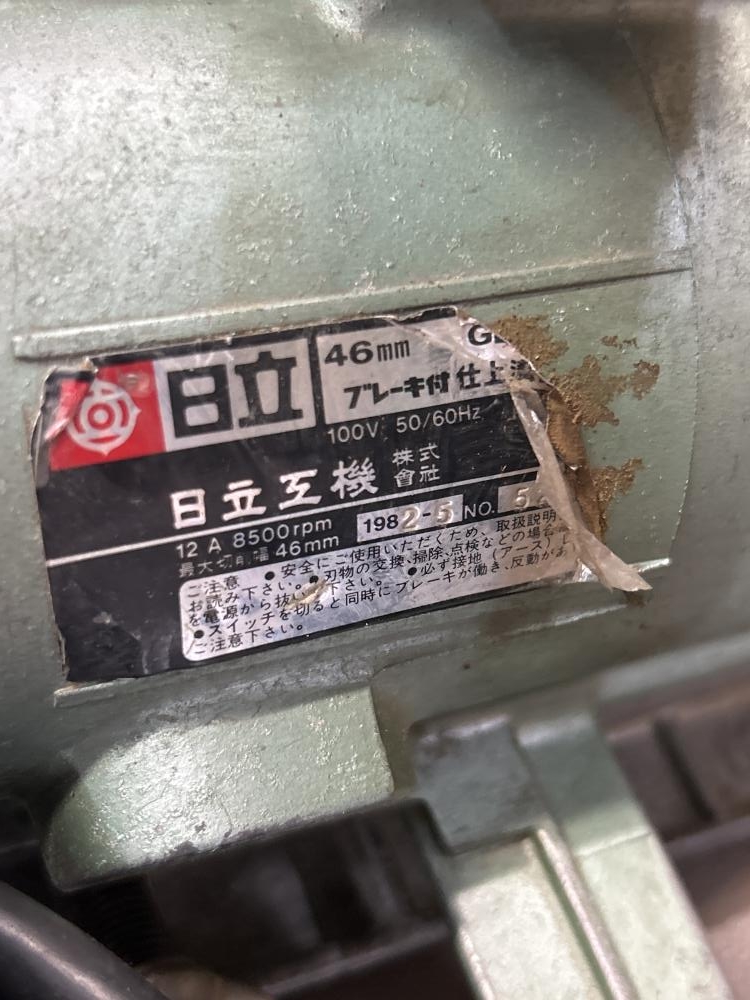 日立
46mm
ブレーキ付 仕上
100V 50/60Hz
日立工機 株式會社
12 A 8500rpm
1982-5 NO. 5
最大切削幅 46mm
ご注意 ●安全にご使用いただくため、取扱説明
お読み下さい。●刃物の交換、掃除、点検などの場合
を電源から抜い 下さい。●必ず接地(アース)し
●スイッチを切ると同時にブレーキが働き、反動が
ご注意下さい。